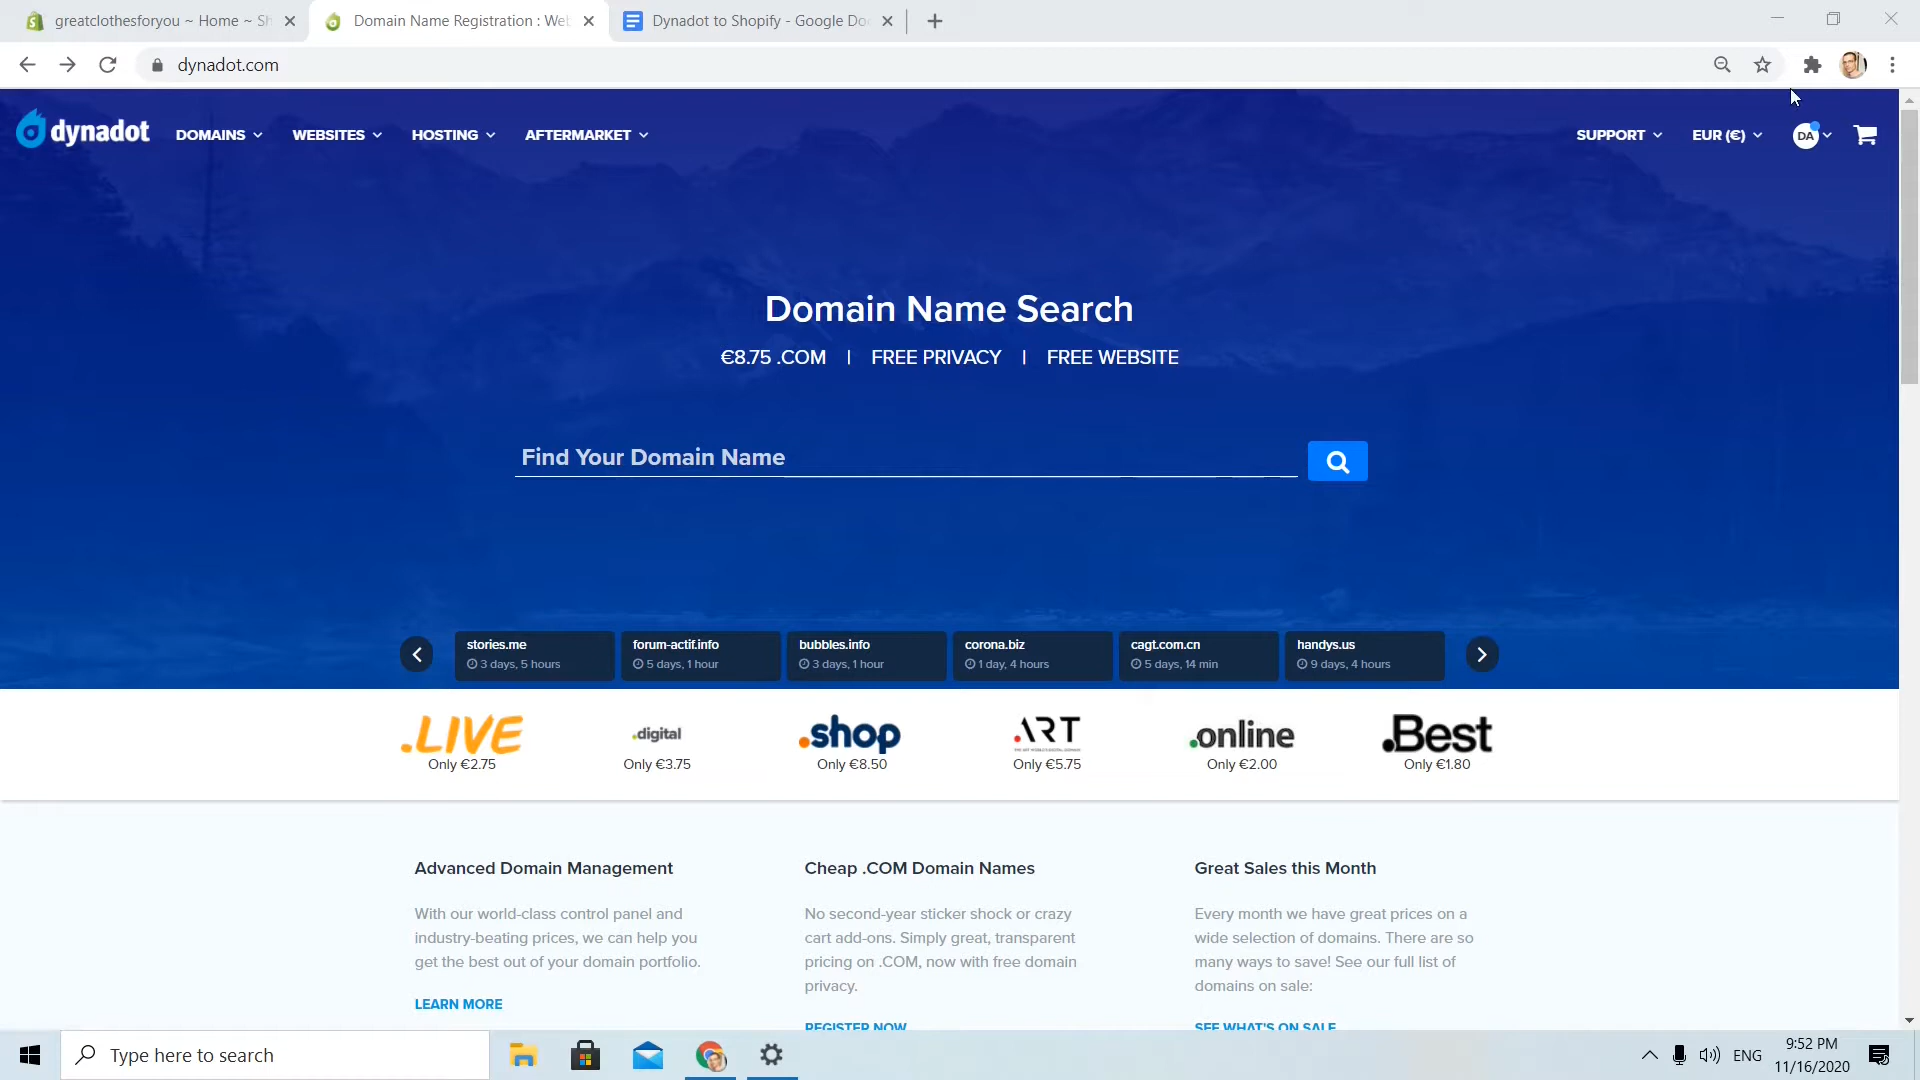 greatclothesforyou ~ Home ~ Sh
Domain Name Registration : Web
Dynadot to Shopify - Google Doc
dynadot.com
dynadot
DOMAINS
WEBSITES
HOSTING
AFTERMARKET
SUPPORT
EUR (€)
DA
Domain Name Search
€8.75 .COM | FREE PRIVACY | FREE WEBSITE
Find Your Domain Name
stories.me
3 days, 5 hours
forum-actif.info
5 days, 1 hour
bubbles.info
3 days, 1 hour
corona.biz
1 day, 4 hours
cagt.com.cn
5 days, 14 min
handys.us
9 days, 4 hours
.LIVE
Only €2.75
.digital
Only €3.75
.shop
Only €8.50
.ART
Only €5.75
.online
Only €2.00
.Best
Only €1.80
Advanced Domain Management
With our world-class control panel and
industry-beating prices, we can help you
get the best out of your domain portfolio.
LEARN MORE
Cheap .COM Domain Names
No second-year sticker shock or crazy
cart add-ons. Simply great, transparent
pricing on .COM, now with free domain
privacy.
REGISTER NOW
Great Sales this Month
Every month we have great prices on a
wide selection of domains. There are so
many ways to save! See our full list of
domains on sale:
SEE WHAT'S ON SALE
Type here to search
ENG
9:52 PM
11/16/2020